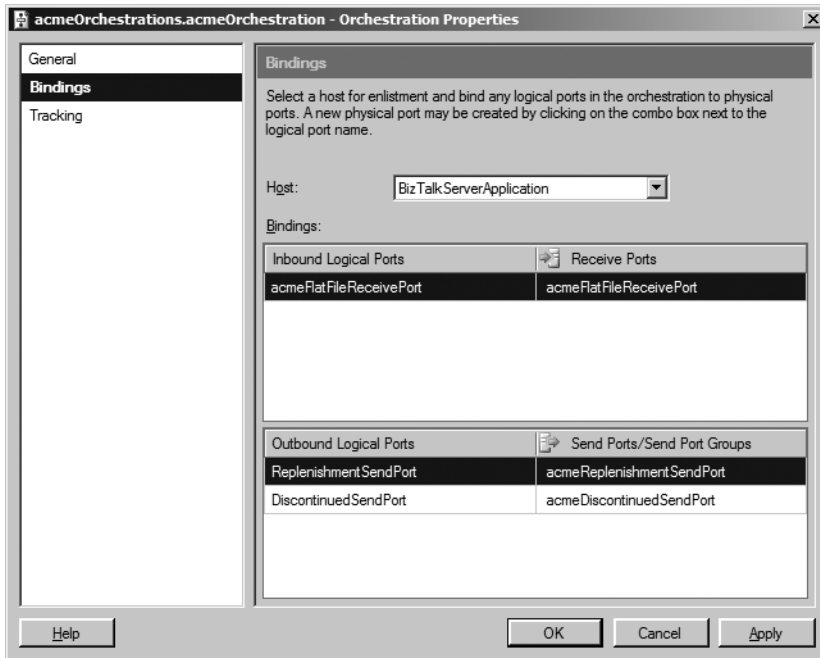 acmeOrchestrations.acmeOrchestration - Orchestration Properties
General
Bindings
Tracking
Bindings
Select a host for enlistment and bind any logical ports in the orchestration to physical
ports. A new physical port may be created by clicking on the combo box next to the
logical port name.
Host: BizTalkServerApplication
Bindings:
Inbound Logical Ports Receive Ports
acmeFlatFileReceivePort acmeFlatFileReceivePort
Outbound Logical Ports Send Ports/Send Port Groups
ReplenishmentSendPort acmeReplenishmentSendPort
DiscontinuedSendPort acmeDiscontinuedSendPort
Help OK Cancel Apply